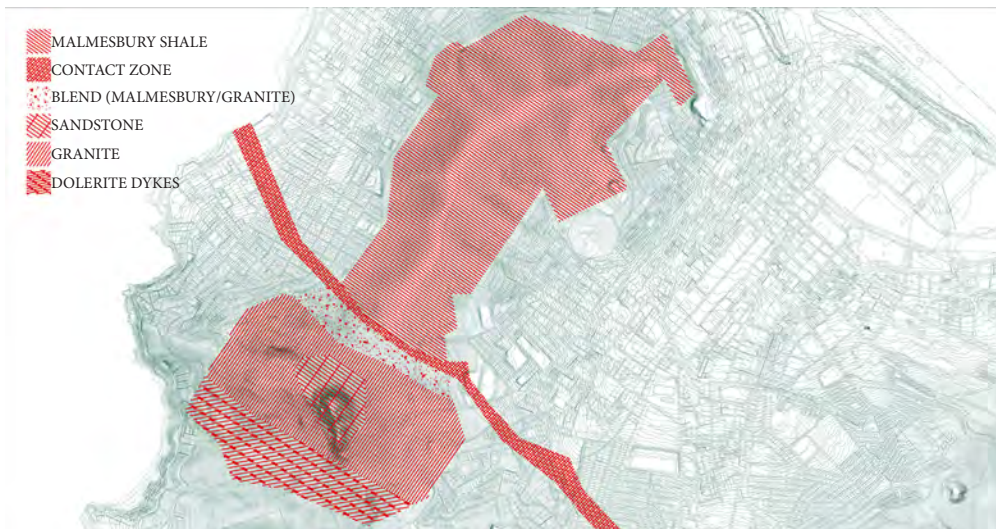 MALMESBURY SHALE
CONTACT ZONE
BLEND (MALMESBURY/GRANITE)
SANDSTONE
GRANITE
DOLERITE DYKES